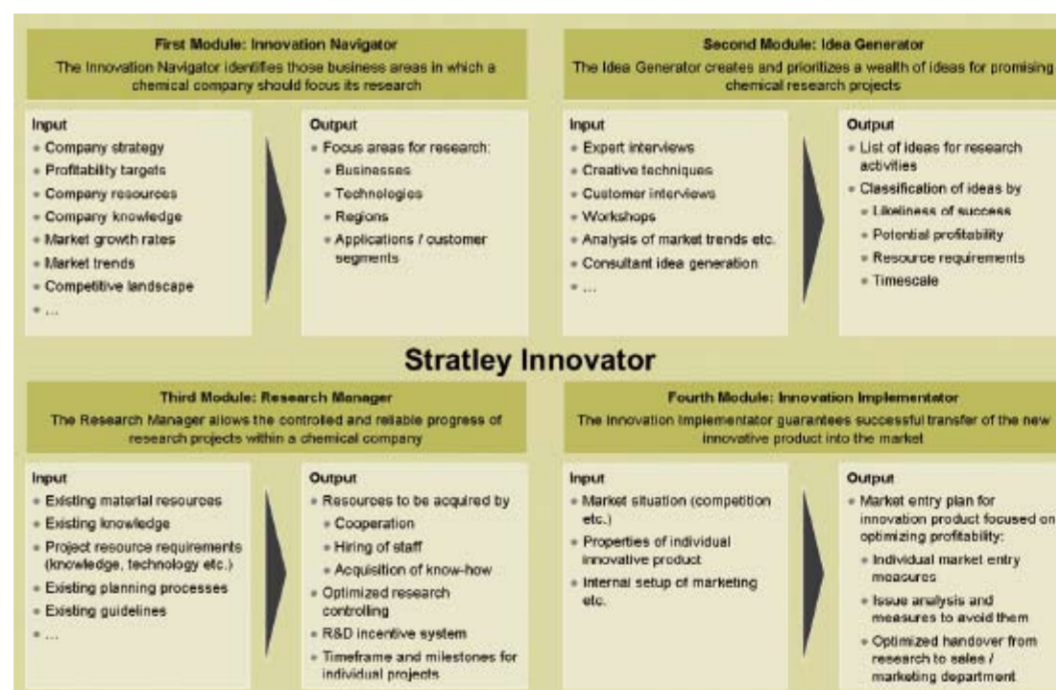 First Module: Innovation Navigator
The Innovation Navigator identifies those business areas in which a
chemical company should focus its research
Input
Company strategy
Profitability targets
Company resources
Company knowledge
Market growth rates
Market trends
Competitive landscape
...
Output
Focus areas for research:
Businesses
Technologies
Regions
Applications / customer
segments
Second Module: Idea Generator
The Idea Generator creates and prioritizes a wealth of ideas for promising
chemical research projects
Input
Expert interviews
Creative techniques
Customer interviews
Workshops
Analysis of market trends etc.
Consultant idea generation
...
Output
List of ideas for research
activities
Classification of ideas by
Likeliness of success
Potential profitability
Resource requirements
Timescale
Stratley Innovator
Third Module: Research Manager
The Research Manager allows the controlled and reliable progress of
research projects within a chemical company
Input
Existing material resources
Existing knowledge
Project resource requirements
(knowledge, technology etc.)
Existing planning processes
Existing guidelines
...
Output
Resources to be acquired by
Cooperation
Hiring of staff
Acquisition of know-how
Optimized research
controlling
R&D incentive system
Timeframe and milestones for
individual projects
Fourth Module: Innovation Implementator
The Innovation Implementator guarantees successful transfer of the new
innovative product into the market
Input
Market situation (competition
etc.)
Properties of individual
innovative product
Internal setup of marketing
etc.
Output
Market entry plan for
innovation product focused on
optimizing profitability:
Individual market entry
measures
Issue analysis and
measures to avoid them
Optimized handover from
research to sales /
marketing department